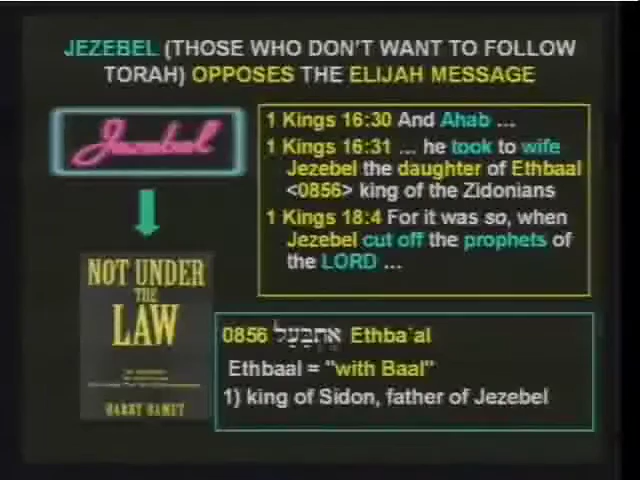 JEZEBEL (THOSE WHO DON'T WANT TO FOLLOW
TORAH) OPPOSES THE ELIJAH MESSAGE
Jezebel
1 Kings 16:30 And Ahab ...
1 Kings 16:31 ... he took to wife
Jezebel the daughter of Ethbaal
<0856> king of the Zidonians
1 Kings 18:4 For it was so, when
Jezebel cut off the prophets of
the LORD ...
NOT UNDER
THE
LAW
0856 אֶתְבַּעַל Ethba`al
Ethbaal = "with Baal"
1) king of Sidon, father of Jezebel